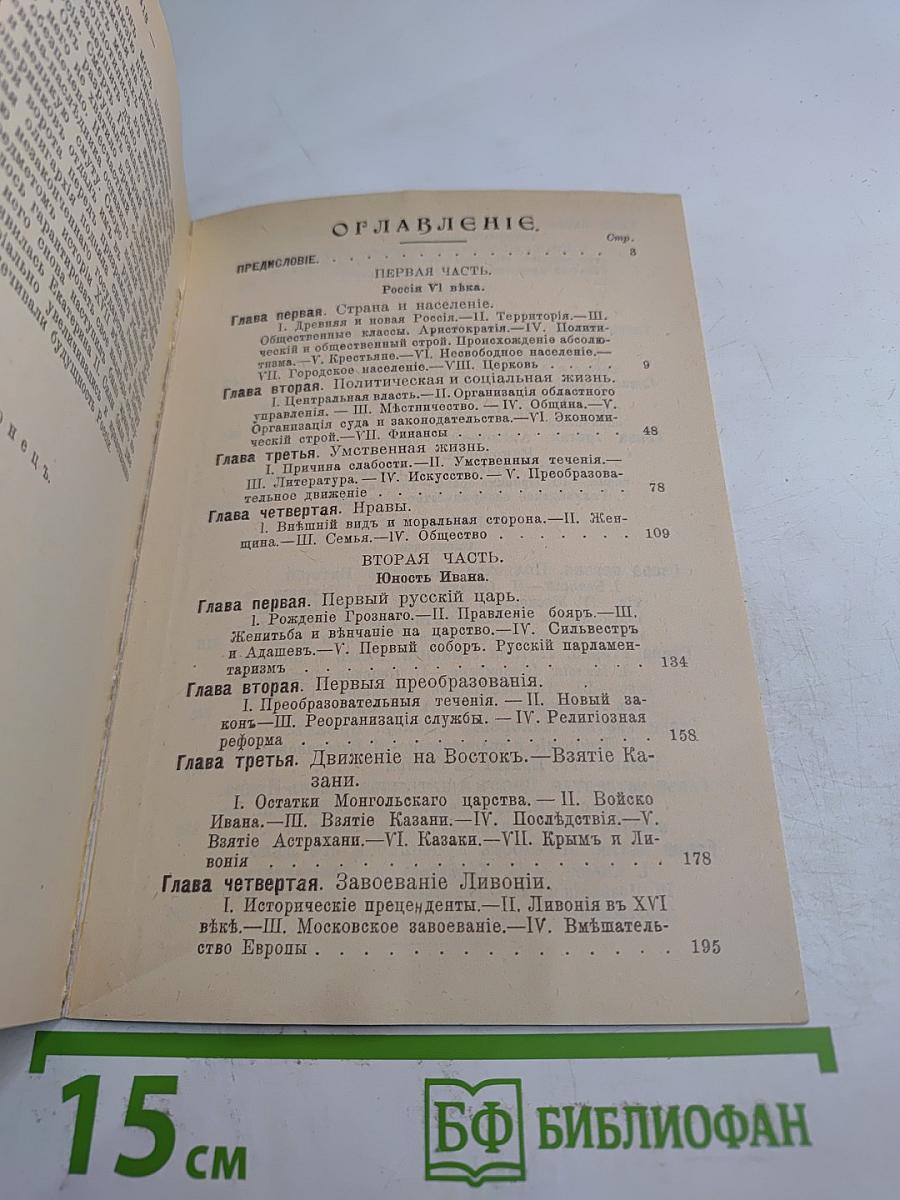 ОГЛАВЛЕНІЕ.
Стр.
ПРЕДИСЛОВІЕ. . . . . . . . . . . . . . . 3
ПЕРВАЯ ЧАСТЬ.
Россія VI вѣка.
Глава первая. Страна и населеніе.
I. Древняя и новая Россія.—II. Территорія.—III.
Общественные классы. Аристократія.—IV. Полити-
ческій и общественный строй. Происхожденіе абсолю-
тизма.—V. Крестьяне.—VI. Несвободное населеніе.—
VII. Городское населеніе.—VIII. Церковь . . . . 9
Глава вторая. Политическая и соціальная жизнь.
I. Центральная власть.—II. Организація областного
управленія. — III. Мѣстничество. — IV. Община.—V.
Организація суда и законодательства.—VI. Экономи-
ческій строй.—VII. Финансы . . . . . . . . 48
Глава третья. Умственная жизнь.
I. Причина слабости.—II. Умственныя теченія.—
III. Литература. — IV. Искусство. — V. Преобразова-
тельное движеніе . . . . . . . . . . . . . 78
Глава четвертая. Нравы.
I. Внѣшній видъ и моральная сторона.—II. Жен-
щина.—III. Семья.—IV. Общество . . . . . . . 109
ВТОРАЯ ЧАСТЬ.
Юность Ивана.
Глава первая. Первый русскій царь.
I. Рожденіе Грознаго.—II. Правленіе бояръ.—III.
Женитьба и вѣнчаніе на царство.—IV. Сильвестръ
и Адашевъ.—V. Первый соборъ. Русскій парламен-
таризмъ . . . . . . . . . . . . . . . . 134
Глава вторая. Первыя преобразованія.
I. Преобразовательныя теченія. — II. Новый за-
конъ—III. Реорганизація службы. — IV. Религіозная
реформа . . . . . . . . . . . . . . . . 158
Глава третья. Движеніе на Востокъ.—Взятіе Ка-
зани.
I. Остатки Монгольскаго царства. — II. Войско
Ивана.—III. Взятіе Казани.—IV. Послѣдствія.—V.
Взятіе Астрахани.—VI. Казаки.—VII. Крымъ и Ли-
вонія . . . . . . . . . . . . . . . . . 178
Глава четвертая. Завоеваніе Ливоніи.
I. Историческіе прецендденты.—II. Ливонія въ XVI
вѣкѣ.—III. Московское завоеваніе.—IV. Вмѣшатель-
ство Европы . . . . . . . . . . . . . . . 195
Конецъ.
15 см
БФ БИБЛИОФАН